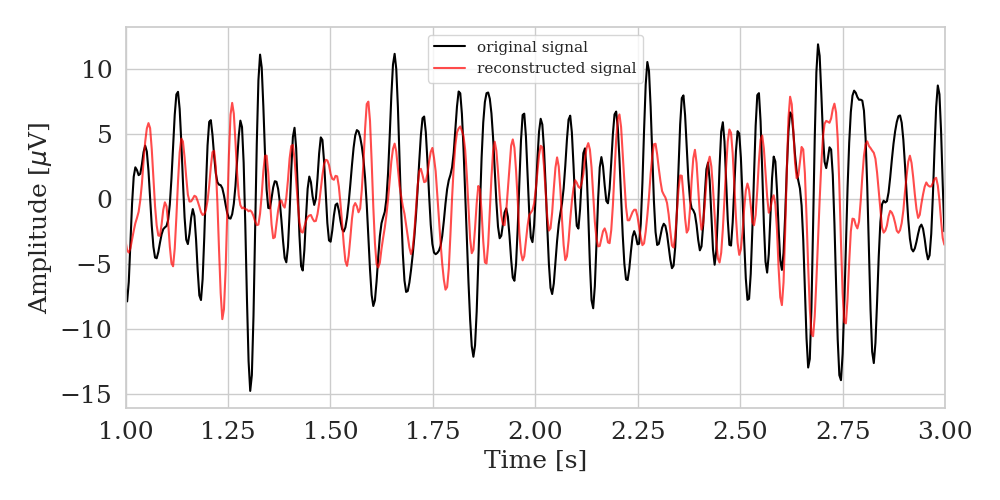 original signal
reconstructed signal
Amplitude [μV]
10
5
0
−5
−10
−15
1.00 1.25 1.50 1.75 2.00 2.25 2.50 2.75 3.00
Time [s]